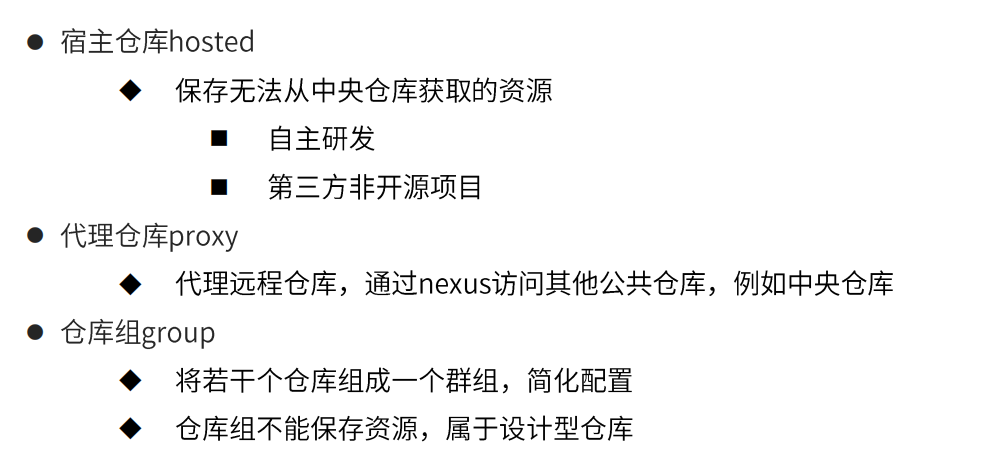 宿主仓库hosted
保存无法从中央仓库获取的资源
自主研发
第三方非开源项目
代理仓库proxy
代理远程仓库，通过nexus访问其他公共仓库，例如中央仓库
仓库组group
将若干个仓库组成一个群组，简化配置
仓库组不能保存资源，属于设计型仓库